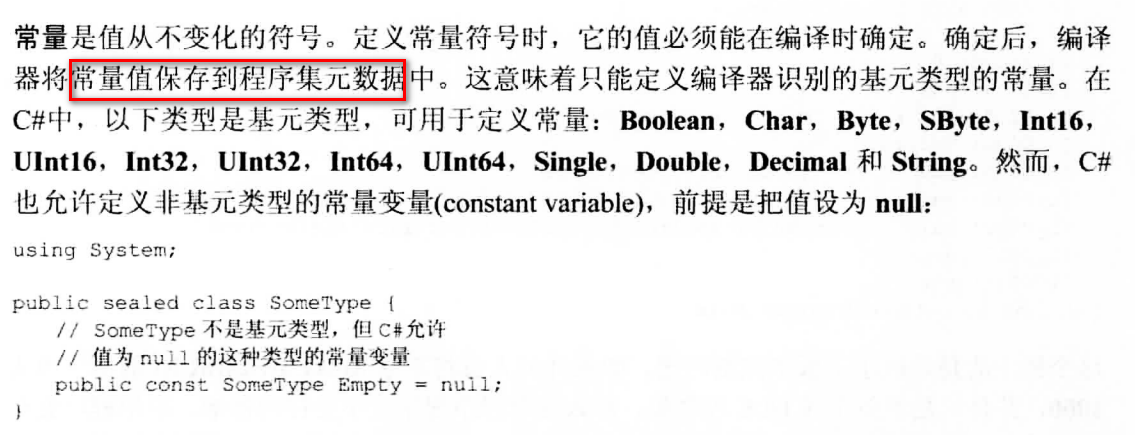 常量是值从不变化的符号。定义常量符号时，它的值必须能在编译时确定。确定后，编译
器将常量值保存到程序集元数据中。这意味着只能定义编译器识别的基元类型的常量。在
C#中，以下类型是基元类型，可用于定义常量：Boolean，Char，Byte，SByte，Int16，
UInt16，Int32，UInt32，Int64，UInt64，Single，Double，Decimal 和 String。然而，C#
也允许定义非基元类型的常量变量(constant variable)，前提是把值设为 null：
using System;
public sealed class SomeType {
// SomeType 不是基元类型，但 C#允许
// 值为 null 的这种类型的常量变量
public const SomeType Empty = null;
}